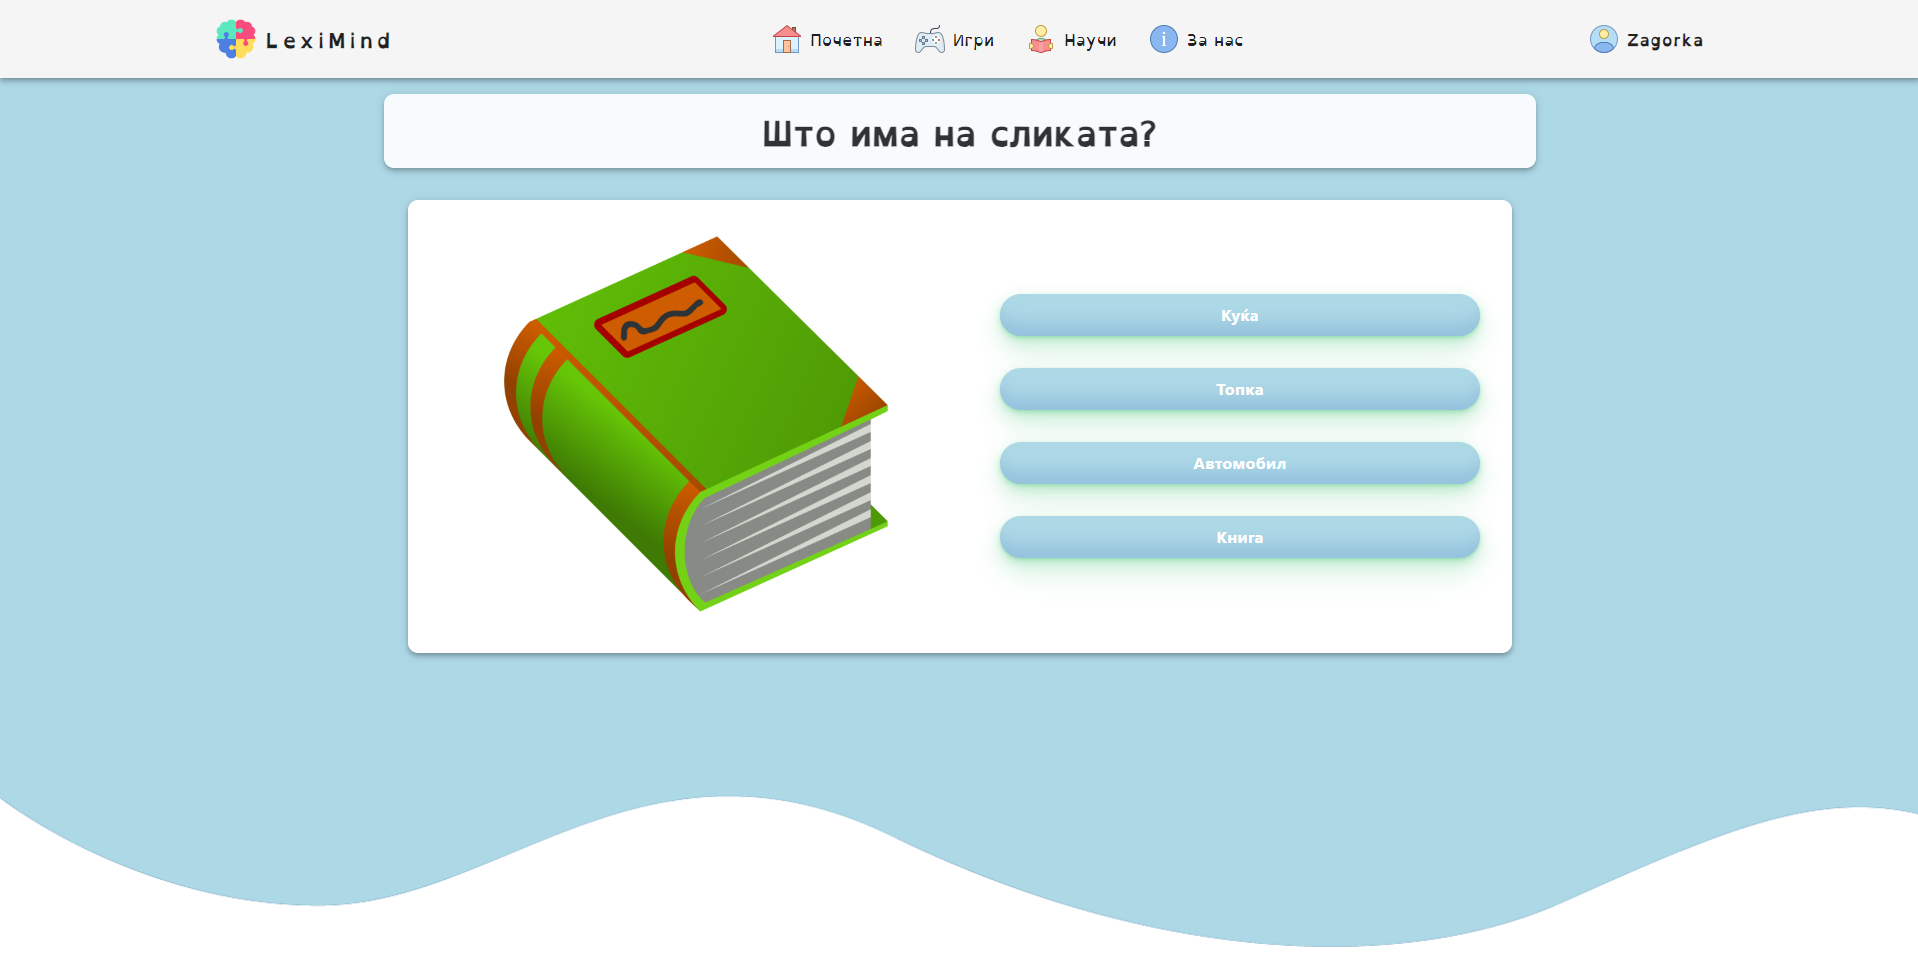 LexiMind
Почетна
Игри
Научи
За нас
Zagorka
Што има на сликата?
Куќа
Топка
Автомобил
Книга